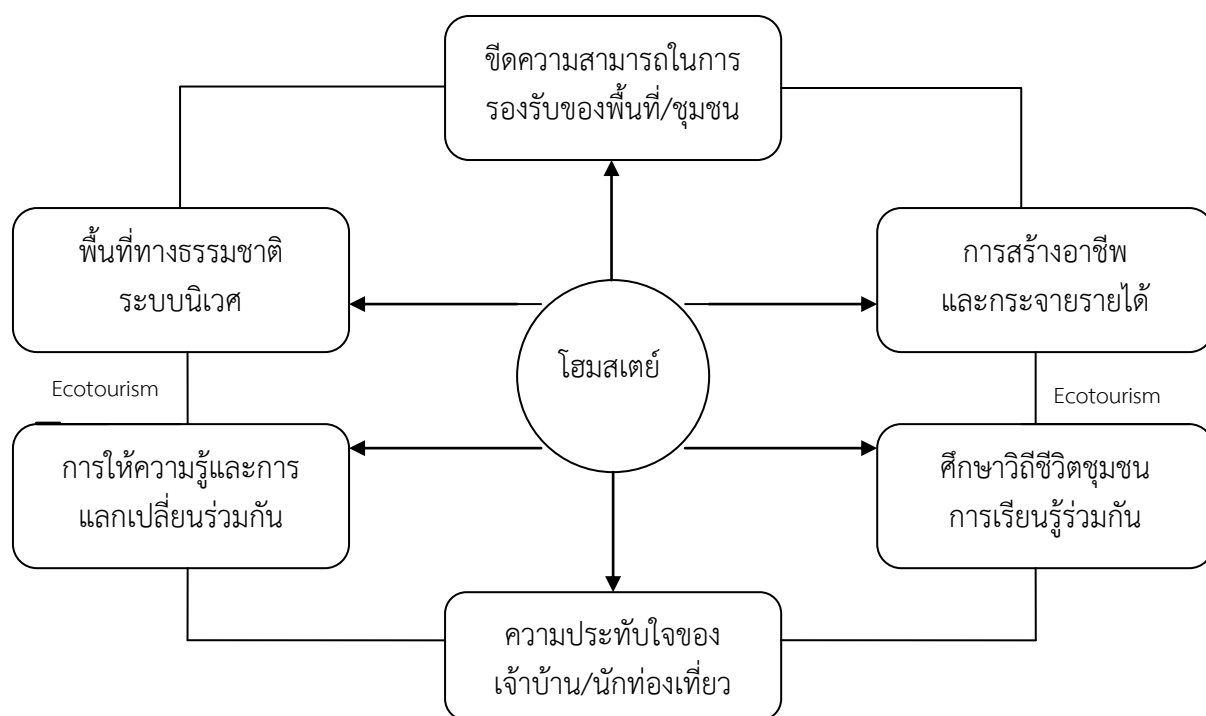 ขีดความสามารถในการ
รองรับของพื้นที่/ชุมชน
พื้นที่ทางธรรมชาติ
ระบบนิเวศ
การสร้างอาชีพ
และกระจายรายได้
โฮมสเตย์
Ecotourism
Ecotourism
การให้ความรู้และการ
แลกเปลี่ยนร่วมกัน
ศึกษาวิถีชีวิตชุมชน
การเรียนรู้ร่วมกัน
ความประทับใจของ
เจ้าบ้าน/นักท่องเที่ยว